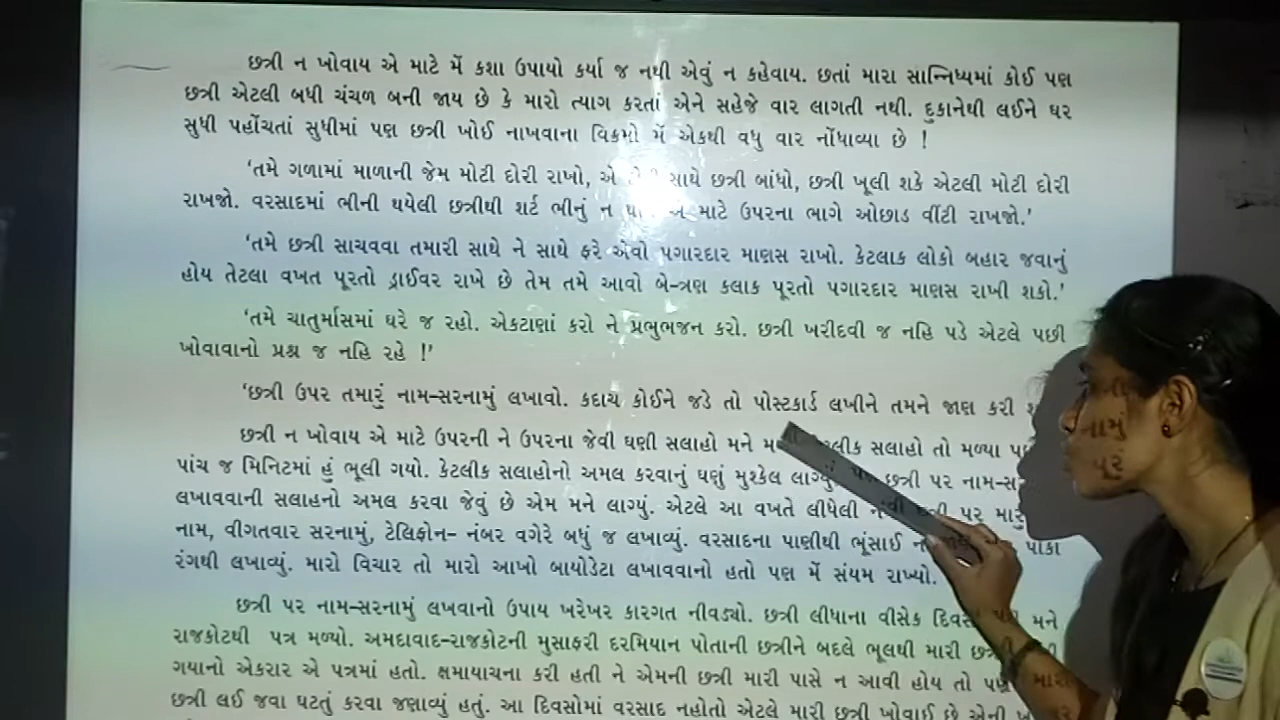 છત્રી ન ખોવાય એ માટે મેં કશા ઉપાયો કર્યા જ નથી એવું ન કહેવાય. છતાં મારા સાન્નિધ્યમાં કોઈ પણ
છત્રી એટલી બધી ચંચળ બની જાય છે કે મારો ત્યાગ કરતાં એને સહેજે વાર લાગતી નથી. દુકાનેથી લઈને ઘર
સુધી પહોંચતાં સુધીમાં પણ છત્રી ખોઈ નાખવાના વિક્રમો મેં એકથી વધુ વાર નોંધાવ્યા છે !
‘તમે ગળામાં માળાની જેમ મોટી દોરી રાખો, એ સાથે છત્રી બાંધો, છત્રી ખૂલી શકે એટલી મોટી દોરી
રાખજો. વરસાદમાં ભીની થયેલી છત્રીથી શર્ટ ભીનું ન માટે ઉપરના ભાગે ઓછાડ વીંટી રાખજો.’
‘તમે છત્રી સાચવવા તમારી સાથે ને સાથે ફરે એવો પગારદાર માણસ રાખો. કેટલાક લોકો બહાર જવાનું
હોય તેટલા વખત પૂરતો ડ્રાઈવર રાખે છે તેમ તમે આવો બે-ત્રણ કલાક પૂરતો પગારદાર માણસ રાખી શકો.’
‘તમે ચાતુર્માસમાં ઘરે જ રહો. એકટાણાં કરો ને પ્રભુભજન કરો. છત્રી ખરીદવી જ નહિ પડે એટલે પછી
ખોવાવાનો પ્રશ્ન જ નહિ રહે !’
‘છત્રી ઉપર તમારું નામ-સરનામું લખાવો. કદાચ કોઈને જડે તો પોસ્ટકાર્ડ લખીને તમને જાણ કરી
છત્રી ન ખોવાય એ માટે ઉપરની ને ઉપરના જેવી ઘણી સલાહો મને સલાહો તો મળ્યા
પાંચ જ મિનિટમાં હું ભૂલી ગયો. કેટલીક સલાહોનો અમલ કરવાનું ઘણું મુશ્કેલ લાગ્યું છત્રી પર
લખાવવાની સલાહનો અમલ કરવા જેવું છે એમ મને લાગ્યું. એટલે આ વખતે લીધેલી પર
નામ, વીગતવાર સરનામું, ટેલિફોન- નંબર વગેરે બધું જ લખાવ્યું. વરસાદના પાણીથી ભૂંસાઈ પાકા
રંગથી લખાવ્યું. મારો વિચાર તો મારો આખો બાયોડેટા લખાવવાનો હતો પણ મેં સંયમ રાખ્યો.
છત્રી પર નામ-સરનામું લખવાનો ઉપાય ખરેખર કારગત નીવડ્યો. છત્રી લીધાના વીસેક મને
રાજકોટથી પત્ર મળ્યો. અમદાવાદ-રાજકોટની મુસાફરી દરમિયાન પોતાની છત્રીને બદલે ભૂલથી મારી
ગયાનો એકરાર એ પત્રમાં હતો. ક્ષમાયાચના કરી હતી ને એમની છત્રી મારી પાસે ન આવી હોય તો
છત્રી લઈ જવા ઘટતું કરવા જણાવ્યું હતું. આ દિવસોમાં વરસાદ નહોતો એટલે મારી છત્રી ખોવાઈ છે એની